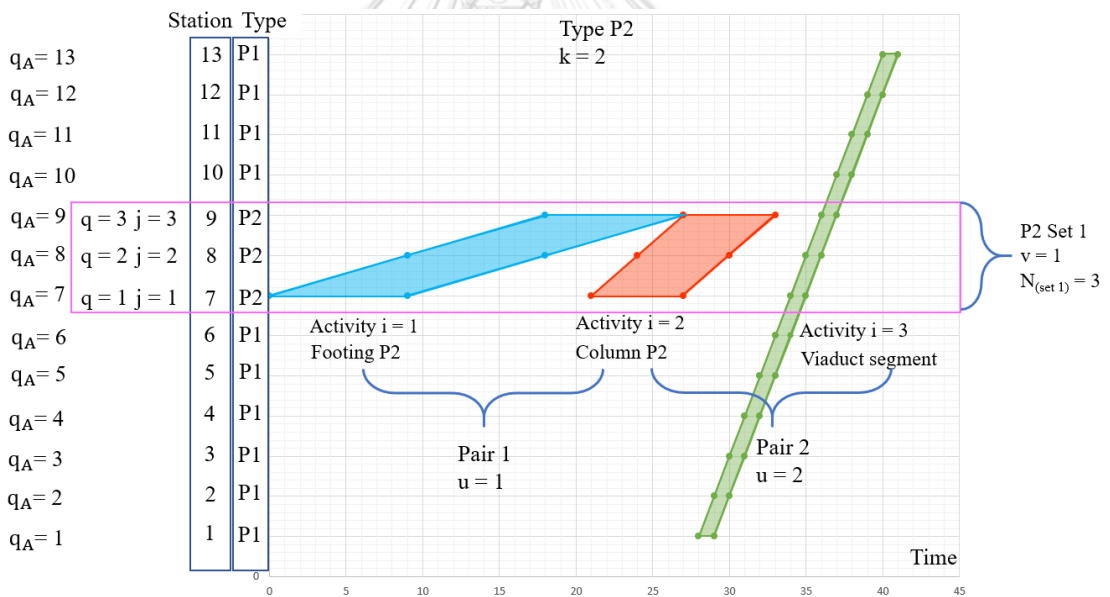 Station Type
Type P2
k = 2
qA= 13 13 P1
qA= 12 12 P1
qA= 11 11 P1
qA= 10 10 P1
qA= 9 q = 3 j = 3 9 P2
qA= 8 q = 2 j = 2 8 P2
qA= 7 q = 1 j = 1 7 P2
P2 Set 1
v = 1
N(set 1) = 3
qA= 6 6 P1
qA= 5 5 P1
qA= 4 4 P1
qA= 3 3 P1
qA= 2 2 P1
qA= 1 1 P1
Activity i = 1
Footing P2
Activity i = 2
Column P2
Activity i = 3
Viaduct segment
Pair 1
u = 1
Pair 2
u = 2
Time
0
0 5 10 15 20 25 30 35 40 45